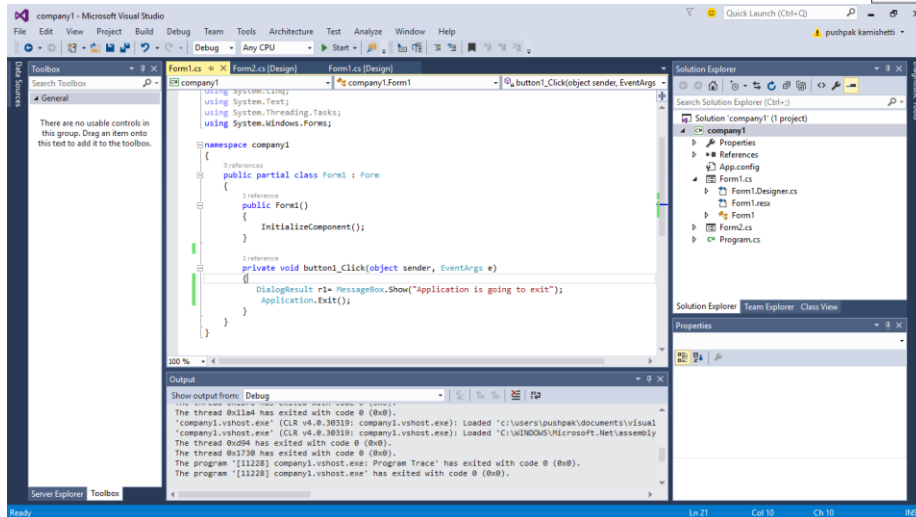 company1 - Microsoft Visual Studio
Quick Launch (Ctrl+Q)
File Edit View Project Build Debug Team Tools Architecture Test Analyze Window Help
pushpak kamishetti
Debug Any CPU Start
Data Sources
Toolbox
Search Toolbox
General
There are no usable controls in
this group. Drag an item onto
this text to add it to the toolbox.
Server Explorer Toolbox
Form1.cs Form2.cs [Design] Form1.cs [Design]
company1 company1.Form1 button1_Click(object sender, EventArgs
using System.Linq;
using System.Text;
using System.Threading.Tasks;
using System.Windows.Forms;
namespace company1
{
3 references
public partial class Form1 : Form
{
1 reference
public Form1()
{
InitializeComponent();
}
1 reference
private void button1_Click(object sender, EventArgs e)
{
DialogResult r1= MessageBox.Show("Application is going to exit");
Application.Exit();
}
}
}
100 %
Output
Show output from: Debug
The thread 0x11a4 has exited with code 0 (0x0).
'company1.vshost.exe' (CLR v4.0.30319: company1.vshost.exe): Loaded 'c:\users\pushpak\documents\visual
'company1.vshost.exe' (CLR v4.0.30319: company1.vshost.exe): Loaded 'C:\WINDOWS\Microsoft.Net\assembly
The thread 0xd94 has exited with code 0 (0x0).
The thread 0x1730 has exited with code 0 (0x0).
The program '[11228] company1.vshost.exe: Program Trace' has exited with code 0 (0x0).
The program '[11228] company1.vshost.exe' has exited with code 0 (0x0).
Solution Explorer
Search Solution Explorer (Ctrl+;)
Solution 'company1' (1 project)
company1
Properties
References
App.config
Form1.cs
Form1.Designer.cs
Form1.resx
Form1
Form2.cs
Program.cs
Solution Explorer Team Explorer Class View
Properties
Tools
Ready Ln 21 Col 10 Ch 10